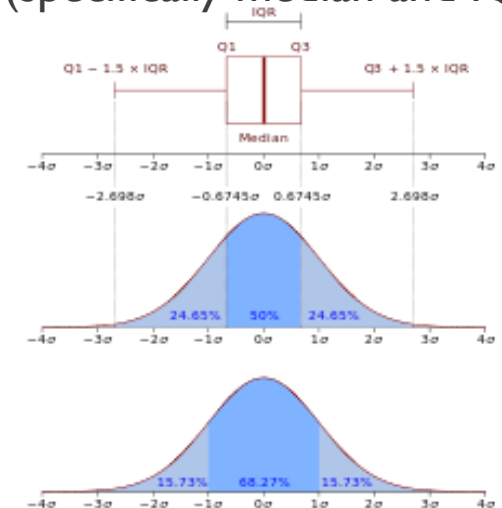 (specifically median and
IQR
Q1 Q3
Q1 − 1.5 × IQR Q3 + 1.5 × IQR
Median
−4σ −3σ −2σ −1σ 0σ 1σ 2σ 3σ 4σ
−2.698σ −0.6745σ 0.6745σ 2.698σ
24.65% 50% 24.65%
−4σ −3σ −2σ −1σ 0σ 1σ 2σ 3σ 4σ
15.73% 68.27% 15.73%
−4σ −3σ −2σ −1σ 0σ 1σ 2σ 3σ 4σ